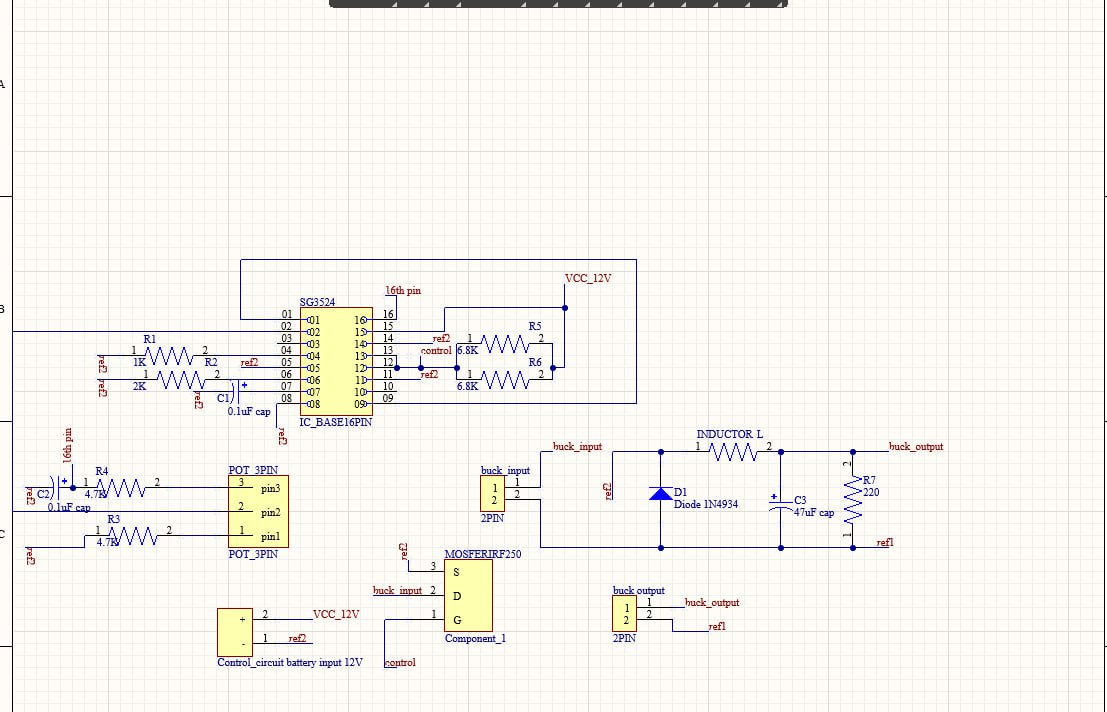 A
VCC_12V
16th pin
SG3524
B
01 01 16 16
02 02 15 15
03 03 14 14 ref2
04 04 13 13 control
05 05 12 12
06 06 11 11 ref2
07 07 10 10
08 08 09 09
IC_BASE16PIN
R5
1 2
6.8K
R6
1 2
6.8K
R1
1 2
1K
ref2
R2
1 2
2K
ref2
ref2
C1
+
0.1uF cap
ref2
ref2
16th pin
R4
1 2
4.7K
C2
+
0.1uF cap
ref2
R3
1 2
4.7K
ref2
C
POT_3PIN
3 pin3
2 pin2
1 pin1
POT_3PIN
INDUCTOR L
1 2
buck_input
buck_output
buck_input
1 1
2 2
2PIN
ref2
D1
Diode 1N4934
+
C3
47uF cap
2
R7
220
1
ref1
MOSFERIRF250
ref2
3 S
buck_input 2 D
1 G
Component_1
control
buck output
1 1 buck_output
2 2 ref1
2PIN
+ 2 VCC_12V
- 1 ref2
Control_circuit battery input 12V